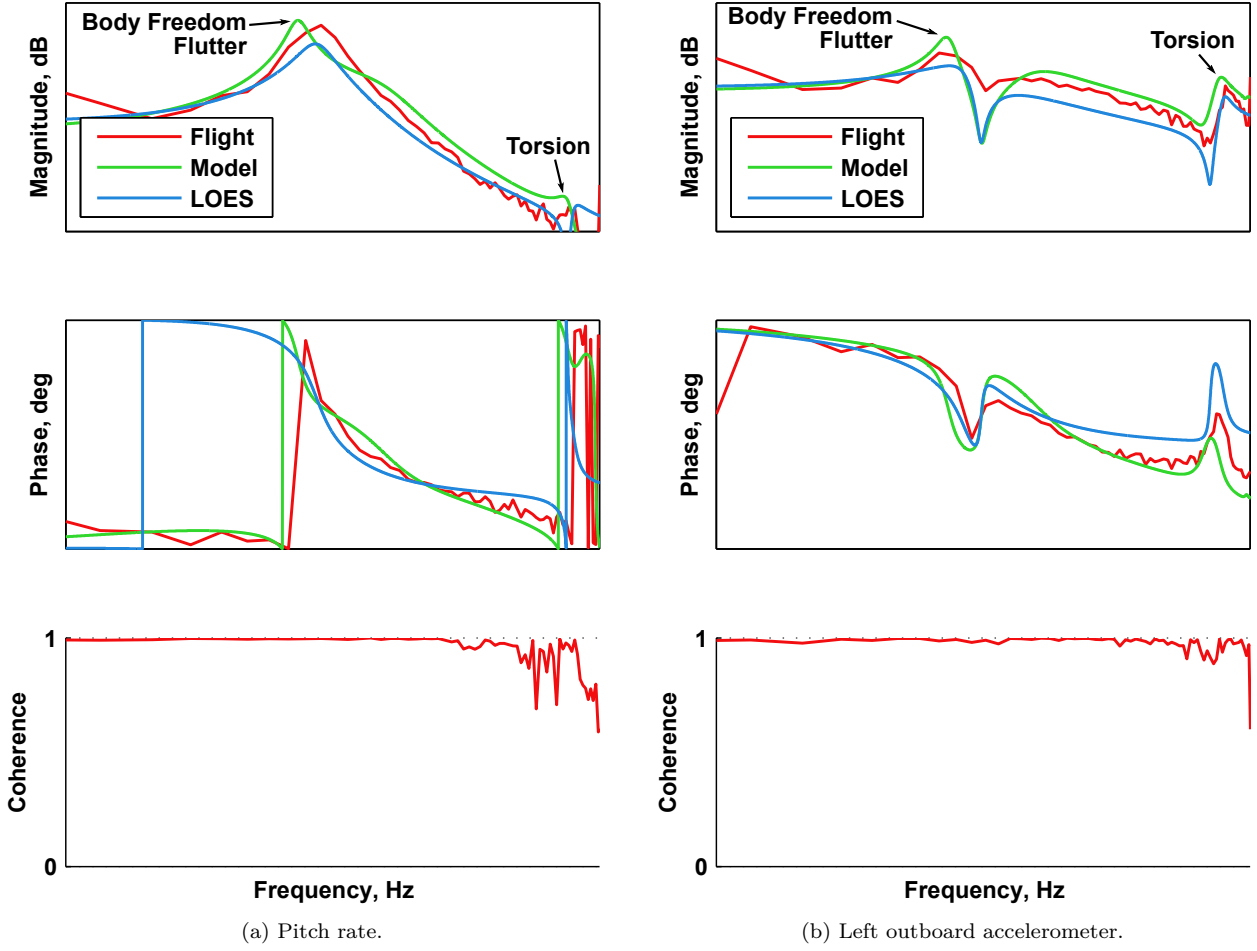 Magnitude, dB
Body Freedom
Flutter
Torsion
Flight
Model
LOES
Phase, deg
Coherence
1
0
Frequency, Hz
(a) Pitch rate.
Magnitude, dB
Body Freedom
Flutter
Torsion
Flight
Model
LOES
Phase, deg
Coherence
1
0
Frequency, Hz
(b) Left outboard accelerometer.